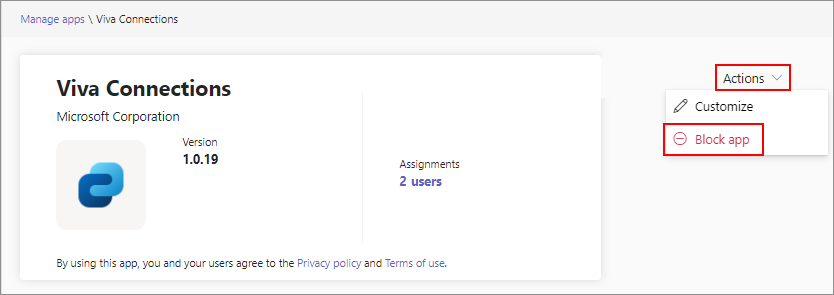 Manage apps \ Viva Connections
Viva Connections
Microsoft Corporation
Version
1.0.19
Assignments
2 users
By using this app, you and your users agree to the Privacy policy and Terms of use.
Actions
Customize
Block app